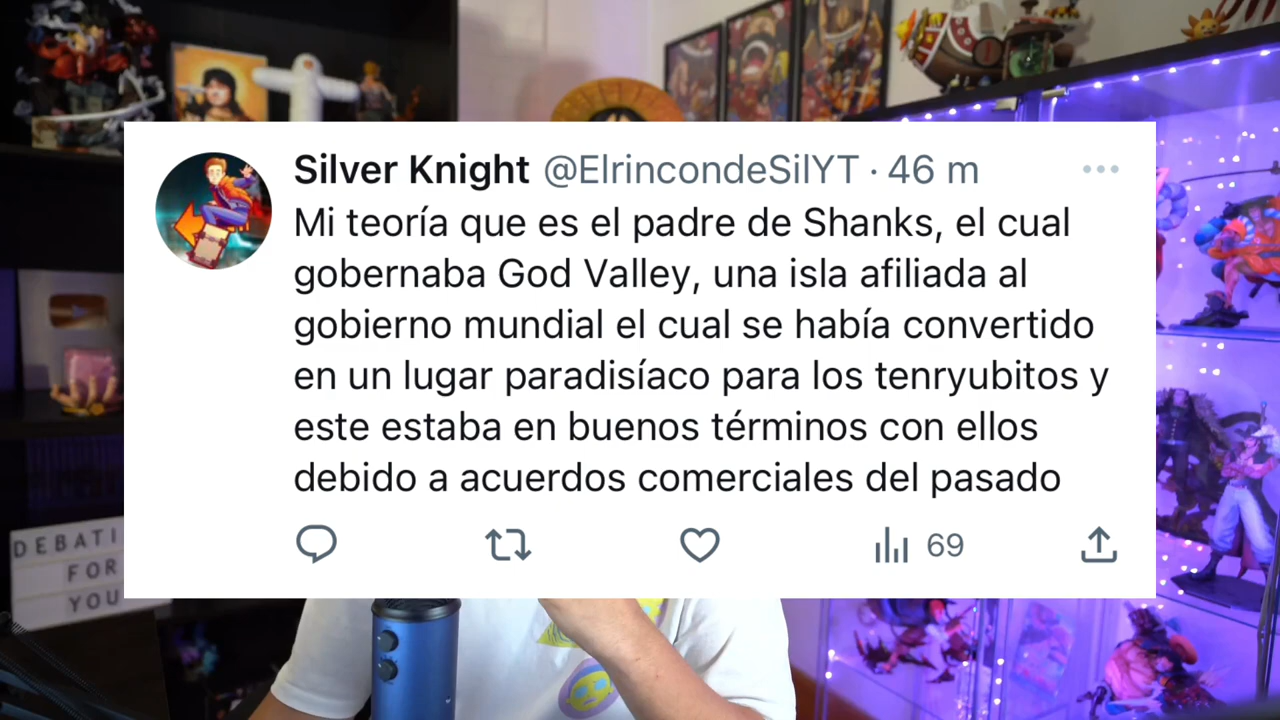 Silver Knight @ElrincondeSilYT · 46 m
Mi teoría que es el padre de Shanks, el cual
gobernaba God Valley, una isla afiliada al
gobierno mundial el cual se había convertido
en un lugar paradisíaco para los tenryubitos y
este estaba en buenos términos con ellos
debido a acuerdos comerciales del pasado
69
DEBATI
FOR
YOU